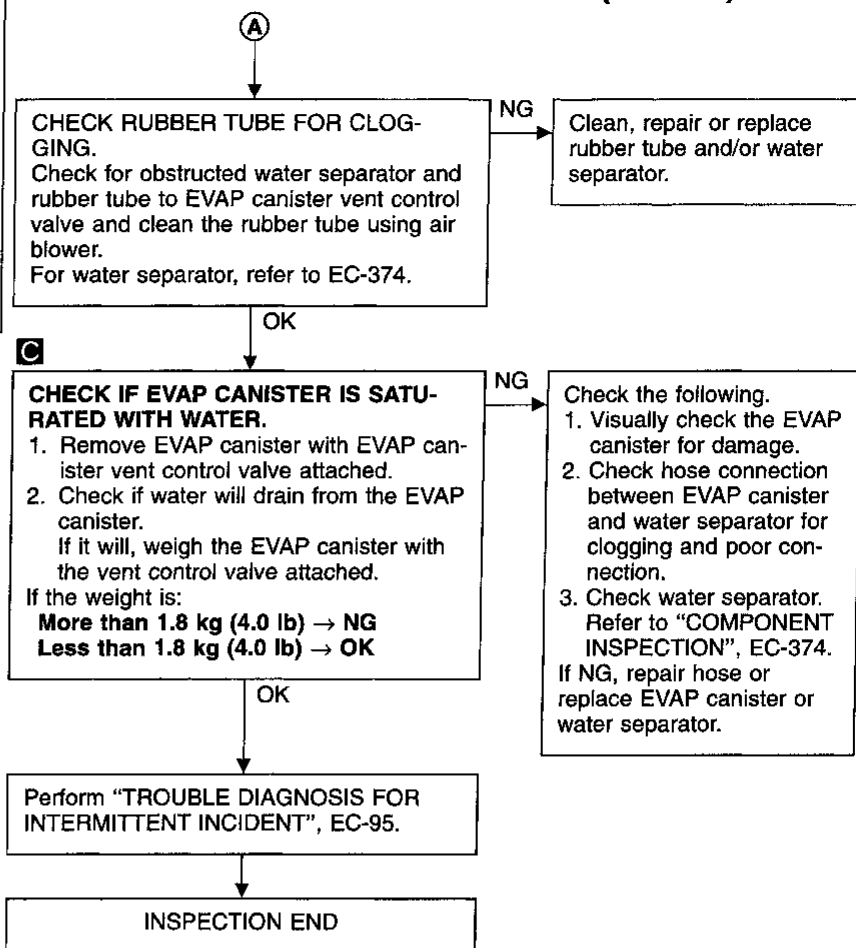 A
CHECK RUBBER TUBE FOR CLOG-
GING.
Check for obstructed water separator and
rubber tube to EVAP canister vent control
valve and clean the rubber tube using air
blower.
For water separator, refer to EC-374.
NG
Clean, repair or replace
rubber tube and/or water
separator.
OK
C
CHECK IF EVAP CANISTER IS SATU-
RATED WITH WATER.
1. Remove EVAP canister with EVAP can-
ister vent control valve attached.
2. Check if water will drain from the EVAP
canister.
If it will, weigh the EVAP canister with
the vent control valve attached.
If the weight is:
More than 1.8 kg (4.0 lb) → NG
Less than 1.8 kg (4.0 lb) → OK
NG
Check the following.
1. Visually check the EVAP
canister for damage.
2. Check hose connection
between EVAP canister
and water separator for
clogging and poor con-
nection.
3. Check water separator.
Refer to “COMPONENT
INSPECTION”, EC-374.
If NG, repair hose or
replace EVAP canister or
water separator.
OK
Perform “TROUBLE DIAGNOSIS FOR
INTERMITTENT INCIDENT”, EC-95.
INSPECTION END